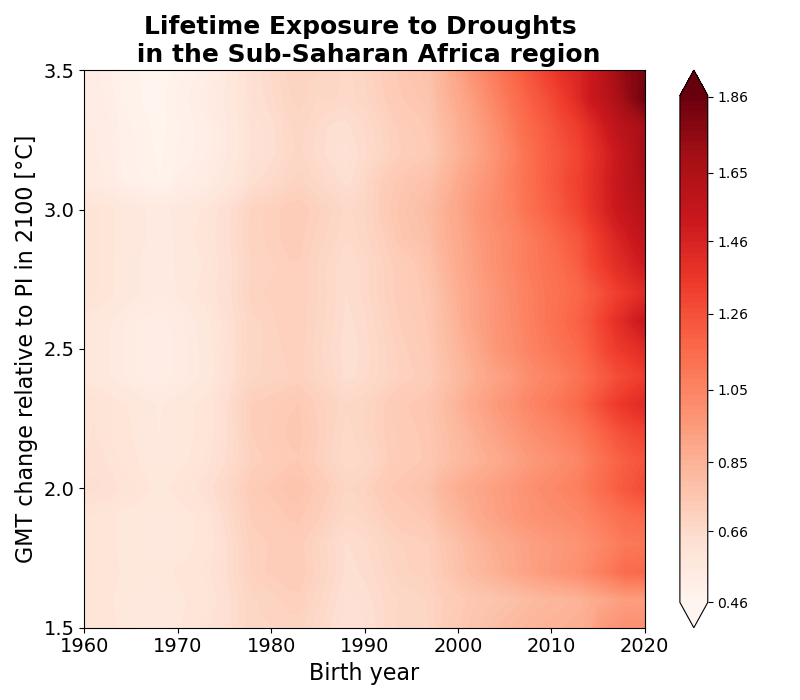 Lifetime Exposure to Droughts
in the Sub-Saharan Africa region
GMT change relative to PI in 2100 [°C]
3.5
3.0
2.5
2.0
1.5
1960 1970 1980 1990 2000 2010 2020
Birth year
1.86
1.65
1.46
1.26
1.05
0.85
0.66
0.46